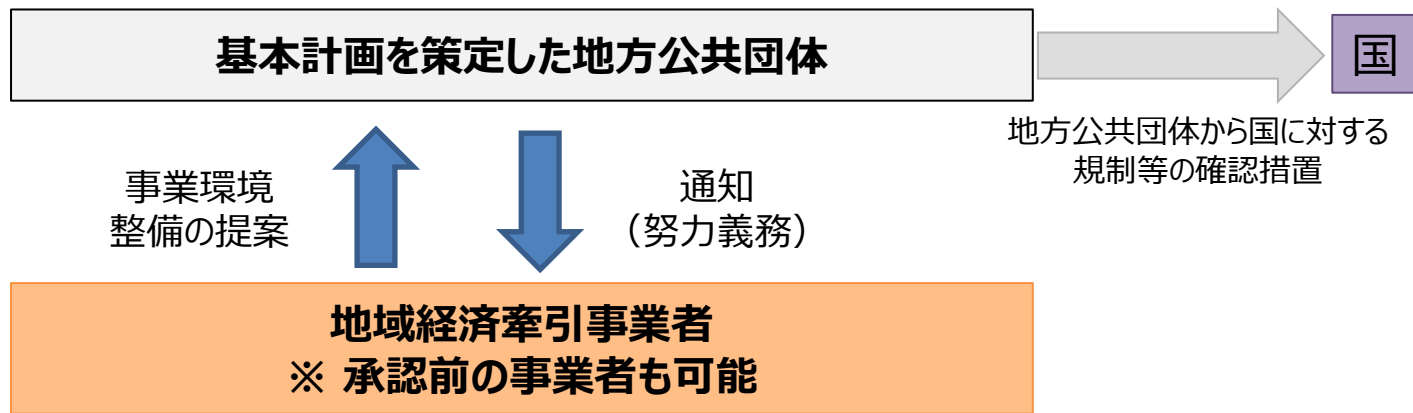 基本計画を策定した地方公共団体
国
地方公共団体から国に対する
規制等の確認措置
事業環境
整備の提案
通知
（努力義務）
地域経済牽引事業者
※ 承認前の事業者も可能